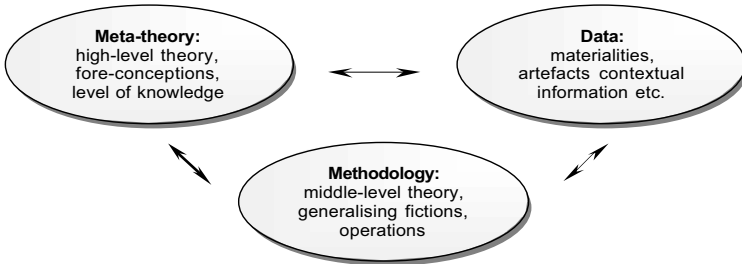 Meta-theory:
high-level theory,
fore-conceptions,
level of knowledge
Data:
materialities,
artefacts contextual
information etc.
Methodology:
middle-level theory,
generalising fictions,
operations